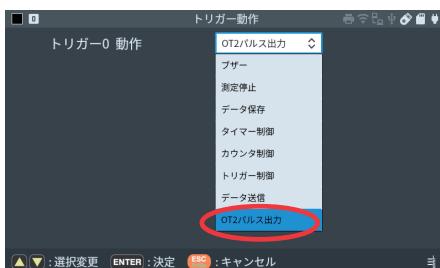 0 トリガー動作
トリガー0 動作 OT2パルス出力
ブザー
測定停止
データ保存
タイマー制御
カウンタ制御
トリガー制御
データ送信
OT2パルス出力
:選択変更 ENTER :決定 ESC :キャンセル